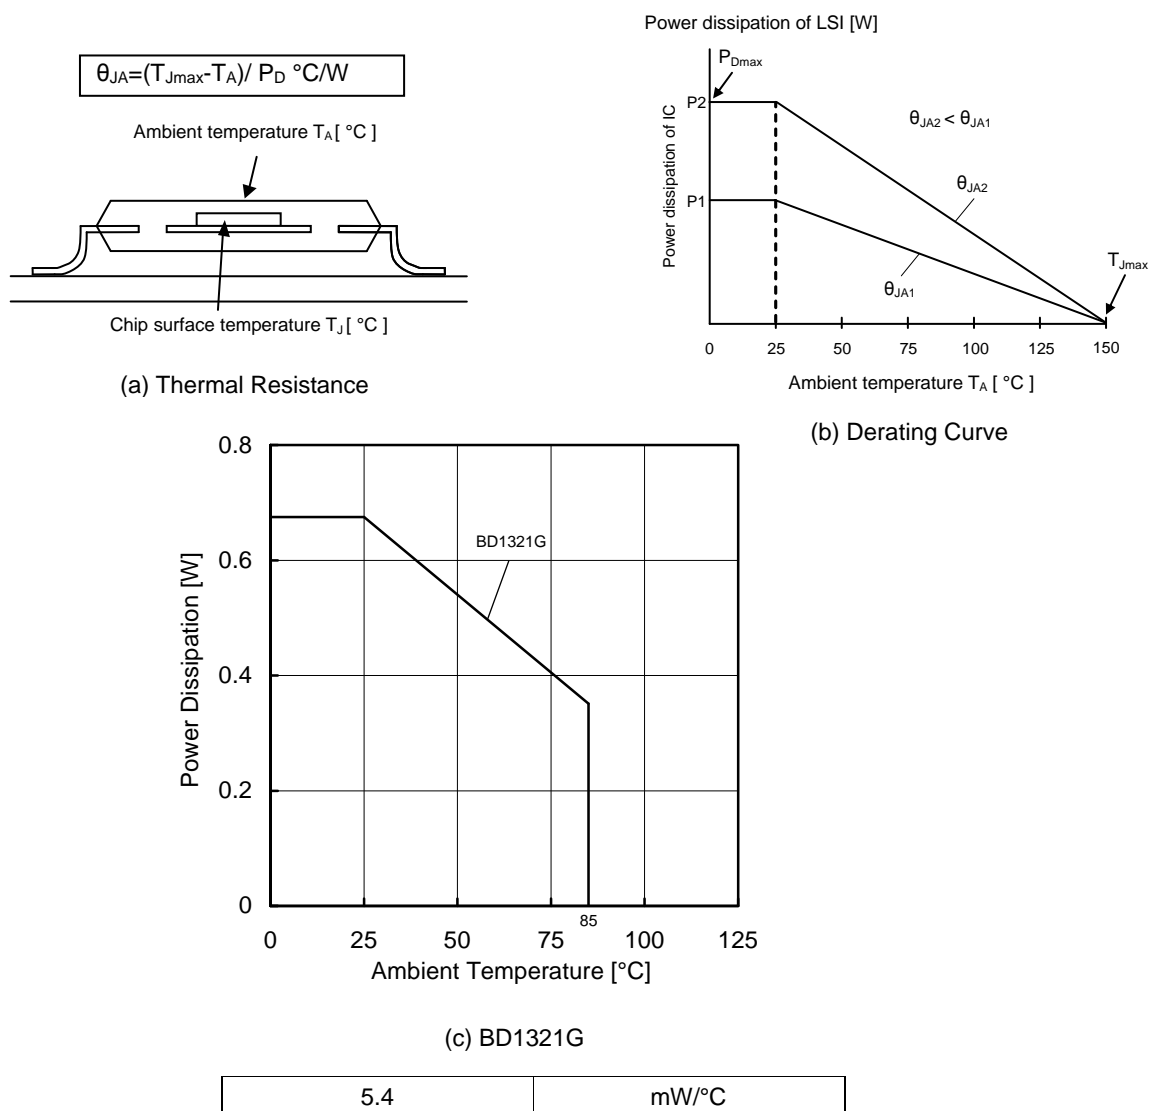 θJA=(TJmax-TA)/ PD °C/W
Ambient temperature TA [ °C ]
Chip surface temperature TJ [ °C ]
(a) Thermal Resistance
Power dissipation of LSI [W]
PDmax
P2
P1
Power dissipation of IC
θJA2 < θJA1
θJA2
θJA1
TJmax
0 25 50 75 100 125 150
Ambient temperature TA [ °C ]
(b) Derating Curve
0.8
0.6
0.4
0.2
0
Power Dissipation [W]
BD1321G
85
0 25 50 75 100 125
Ambient Temperature [°C]
(c) BD1321G
5.4 mW/°C